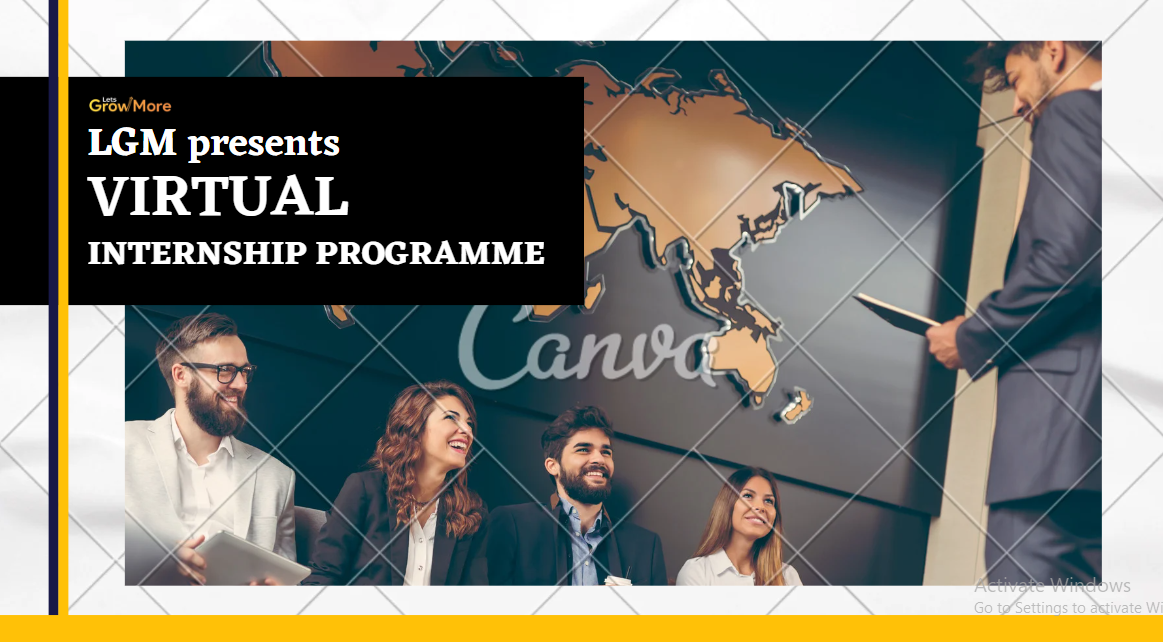 Lets
GrowMore
LGM presents
VIRTUAL
INTERNSHIP PROGRAMME
Canva
Activate Windows
Go to Settings to activate Wi